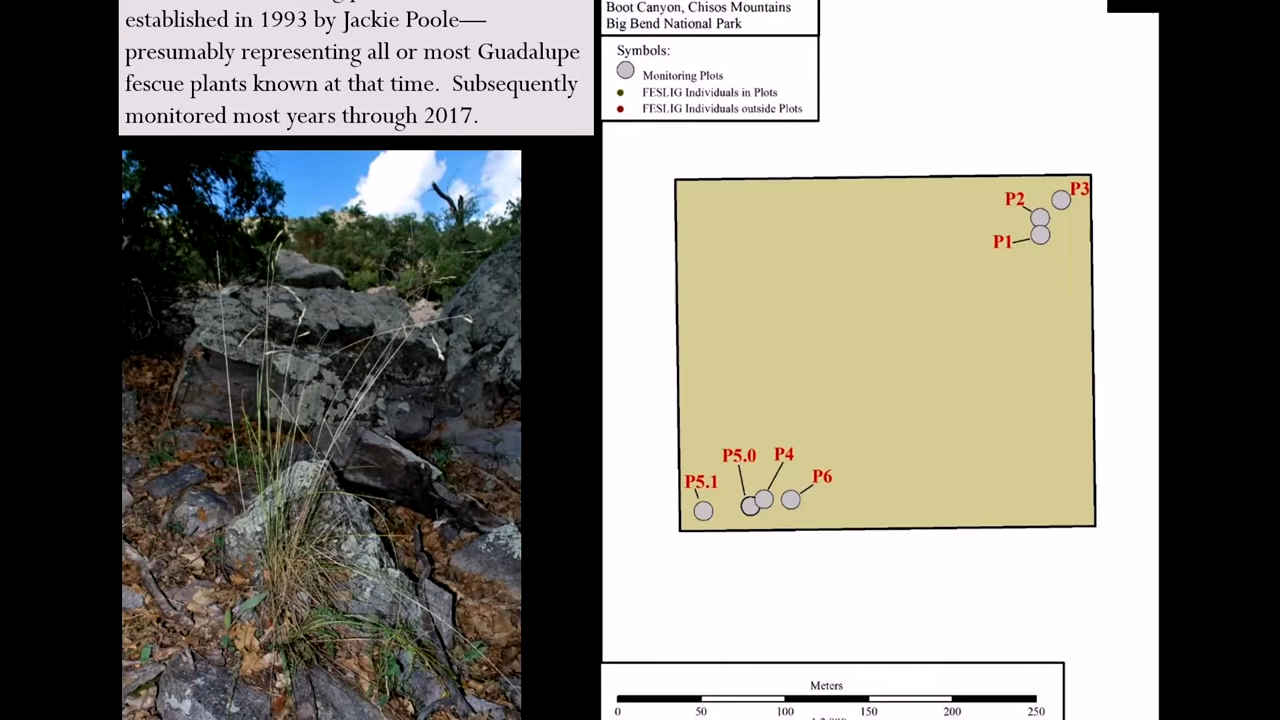 established in 1993 by Jackie Poole—
presumably representing all or most Guadalupe
fescue plants known at that time.  Subsequently
monitored most years through 2017.
Boot Canyon, Chisos Mountains
Big Bend National Park
Symbols:
Monitoring Plots
FESLIG Individuals in Plots
FESLIG Individuals outside Plots
P3
P2
P1
P5.0
P4
P5.1
P6
Meters
0 50 100 150 200 250